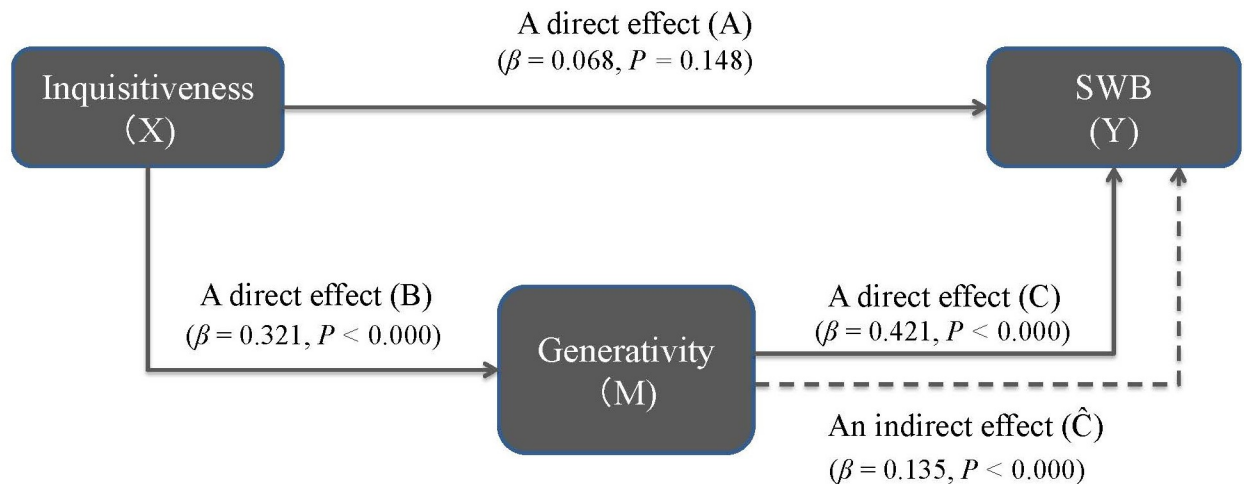 A direct effect (A)
(β = 0.068, P = 0.148)
Inquisitiveness
(X)
SWB
(Y)
A direct effect (B)
(β = 0.321, P < 0.000)
Generativity
(M)
A direct effect (C)
(β = 0.421, P < 0.000)
An indirect effect (Ĉ)
(β = 0.135, P < 0.000)